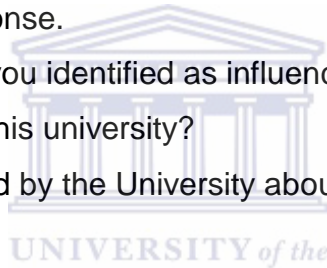 onse.
you identified as influenc
his university?
d by the University abou
UNIVERSITY of the